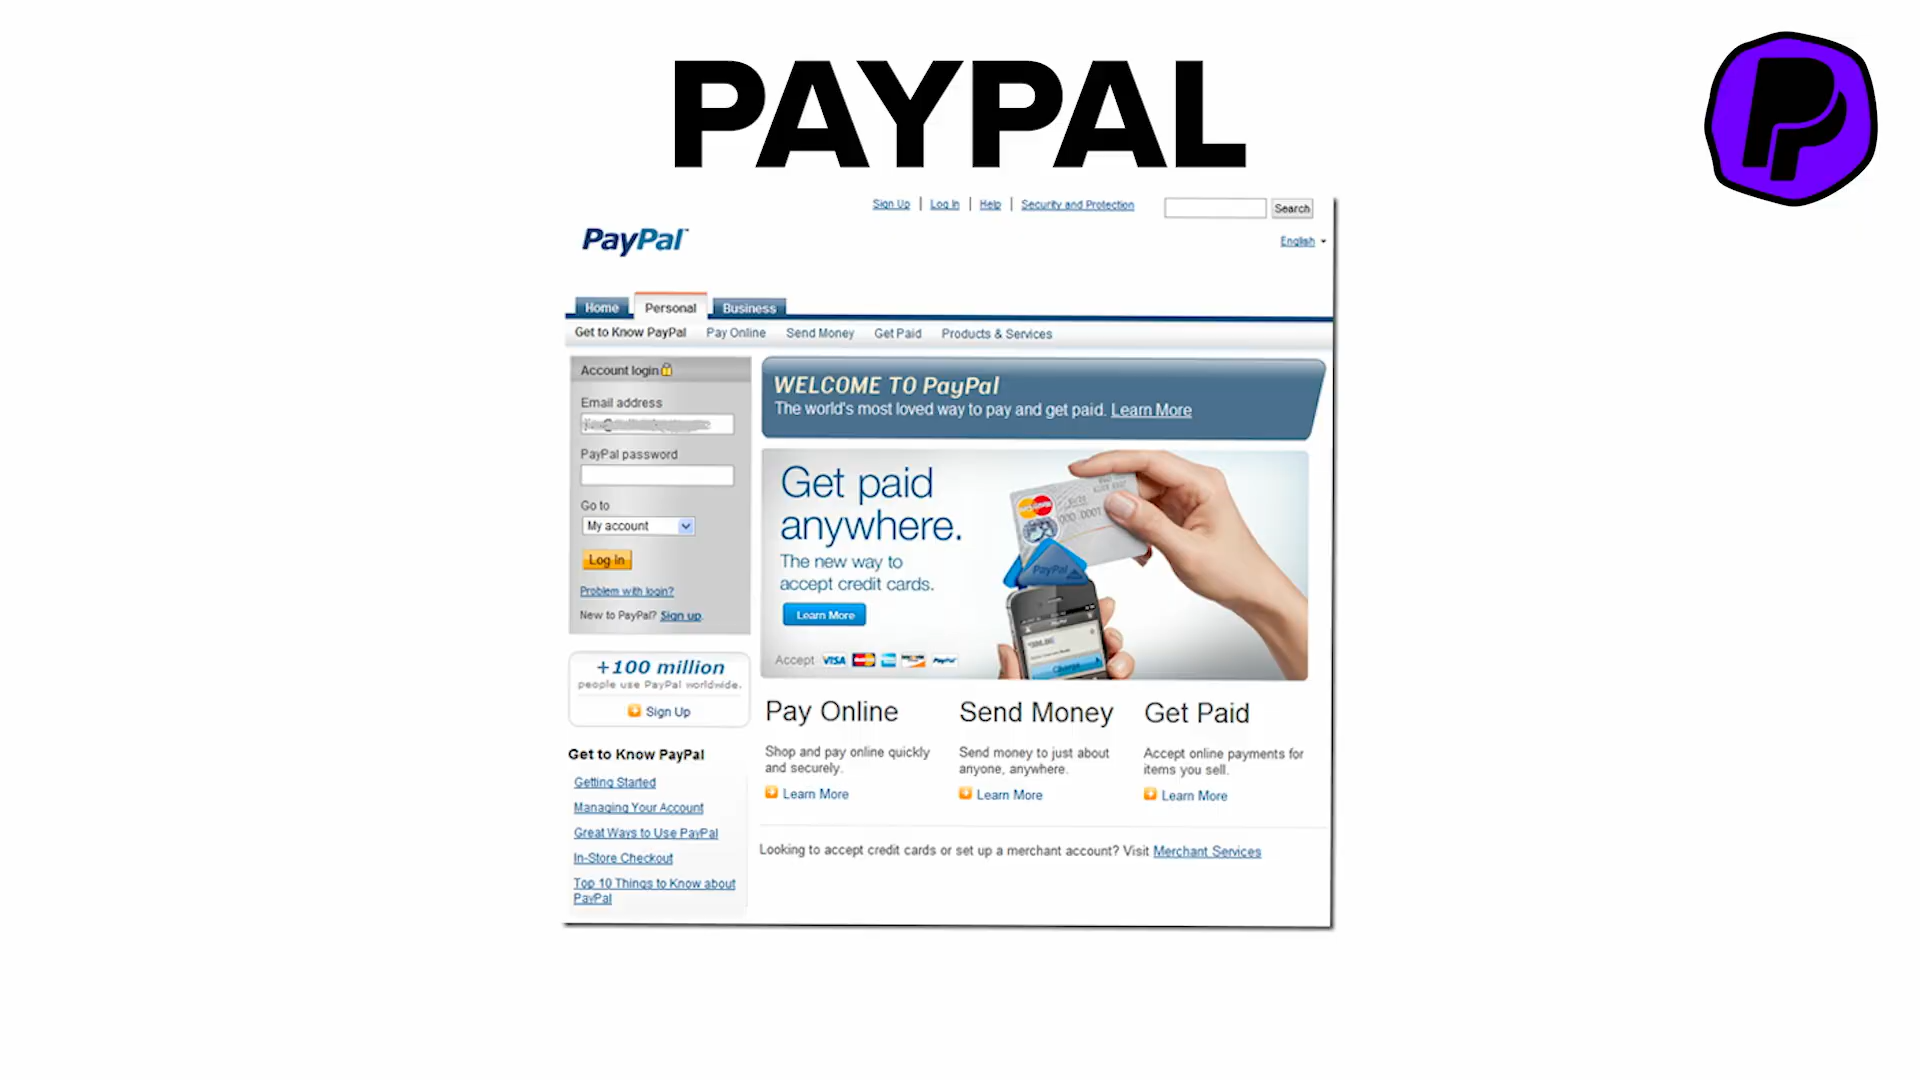 PAYPAL
Sign Up | Log In | Help | Security and Protection
Search
PayPal
English
Home Personal Business
Get to Know PayPal Pay Online Send Money Get Paid Products & Services
Account login
Email address
PayPal password
Go to
My account
Log In
Problem with login?
New to PayPal? Sign up.
+100 million
people use PayPal worldwide.
Sign Up
Get to Know PayPal
Getting Started
Managing Your Account
Great Ways to Use PayPal
In-Store Checkout
Top 10 Things to Know about
PayPal
WELCOME TO PayPal
The world's most loved way to pay and get paid. Learn More
Get paid
anywhere.
The new way to
accept credit cards.
Learn More
Accept VISA PayPal
PayPal
Pay Online
Shop and pay online quickly
and securely.
Learn More
Send Money
Send money to just about
anyone, anywhere.
Learn More
Get Paid
Accept online payments for
items you sell.
Learn More
Looking to accept credit cards or set up a merchant account? Visit Merchant Services